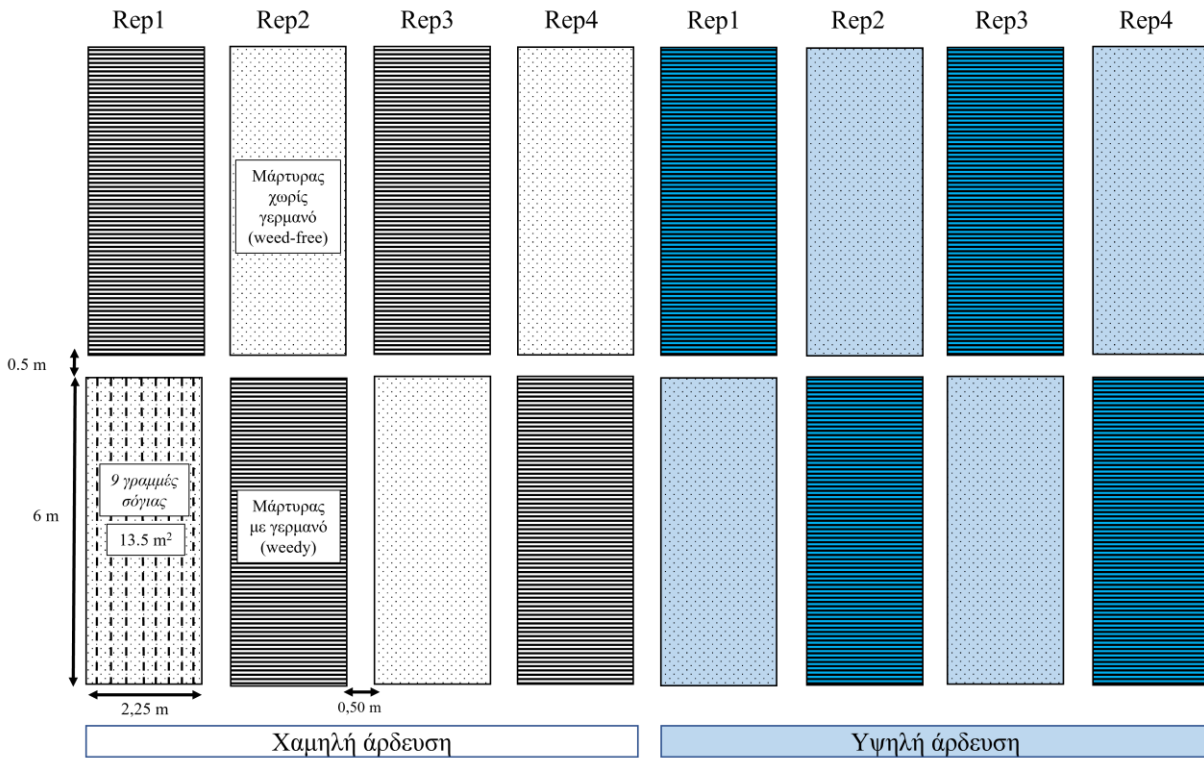 Rep1 Rep2 Rep3 Rep4 Rep1 Rep2 Rep3 Rep4
Μάρτυρας
χωρίς
γερμανό
(weed-free)
0.5 m
9 γραμμές
σόγιας
13.5 m²
Μάρτυρας
με γερμανό
(weedy)
6 m
2,25 m
0,50 m
Χαμηλή άρδευση
Υψηλή άρδευση